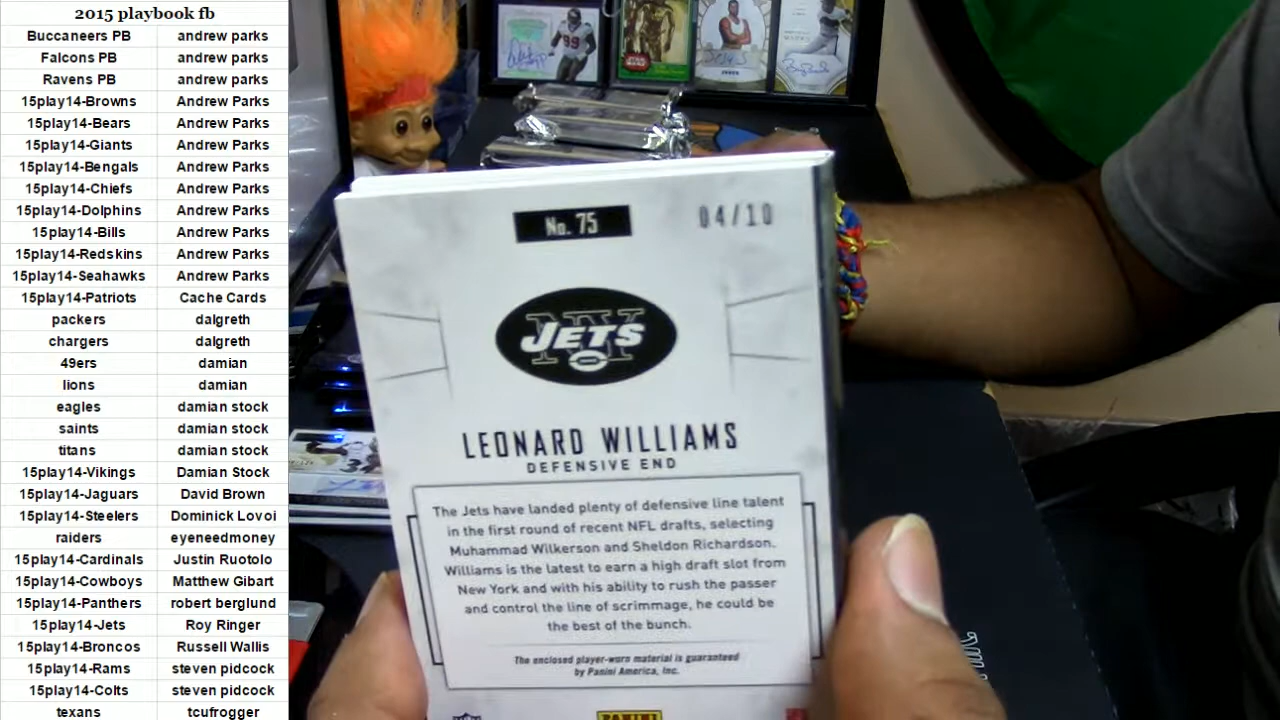 2015 playbook fb
Buccaneers PB andrew parks
Falcons PB andrew parks
Ravens PB andrew parks
15play14-Browns Andrew Parks
15play14-Bears Andrew Parks
15play14-Giants Andrew Parks
15play14-Bengals Andrew Parks
15play14-Chiefs Andrew Parks
15play14-Dolphins Andrew Parks
15play14-Bills Andrew Parks
15play14-Redskins Andrew Parks
15play14-Seahawks Andrew Parks
15play14-Patriots Cache Cards
packers dalgreth
chargers dalgreth
49ers damian
lions damian
eagles damian stock
saints damian stock
titans damian stock
15play14-Vikings Damian Stock
15play14-Jaguars David Brown
15play14-Steelers Dominick Lovoi
raiders eyeneedmoney
15play14-Cardinals Justin Ruotolo
15play14-Cowboys Matthew Gibart
15play14-Panthers robert berglund
15play14-Jets Roy Ringer
15play14-Broncos Russell Wallis
15play14-Rams steven pidcock
15play14-Colts steven pidcock
texans tcufrogger
No. 75
04/10
NY
JETS
LEONARD WILLIAMS
DEFENSIVE END
The Jets have landed plenty of defensive line talent
in the first round of recent NFL drafts, selecting
Muhammad Wilkerson and Sheldon Richardson.
Williams is the latest to earn a high draft slot from
New York and with his ability to rush the passer
and control the line of scrimmage, he could be
the best of the bunch.
The enclosed player-worn material is guaranteed
by Panini America, Inc.
PANINI
STAR
WARS
99